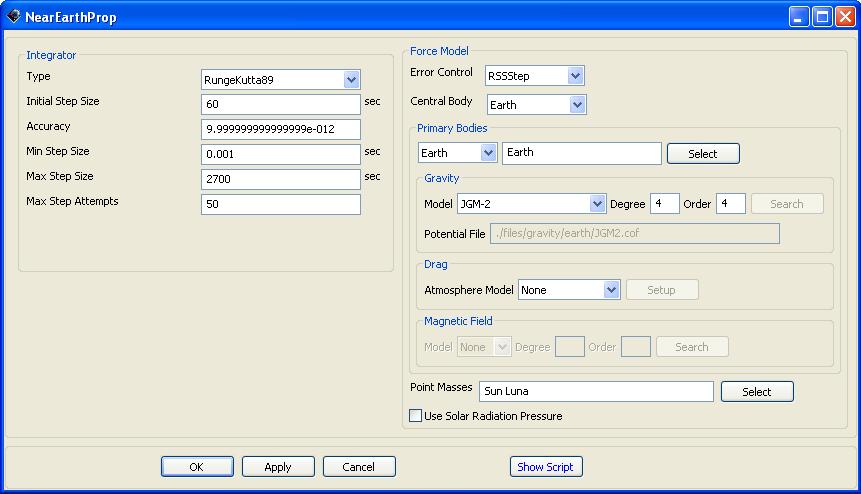 NearEarthProp
Integrator
Type RungeKutta89
Initial Step Size 60 sec
Accuracy 9.999999999999999e-012
Min Step Size 0.001 sec
Max Step Size 2700 sec
Max Step Attempts 50
Force Model
Error Control RSSStep
Central Body Earth
Primary Bodies
Earth Earth Select
Gravity
Model JGM-2 Degree 4 Order 4 Search
Potential File ./files/gravity/earth/JGM2.cof
Drag
Atmosphere Model None Setup
Magnetic Field
Model None Degree Order Search
Point Masses Sun Luna Select
Use Solar Radiation Pressure
OK Apply Cancel Show Script